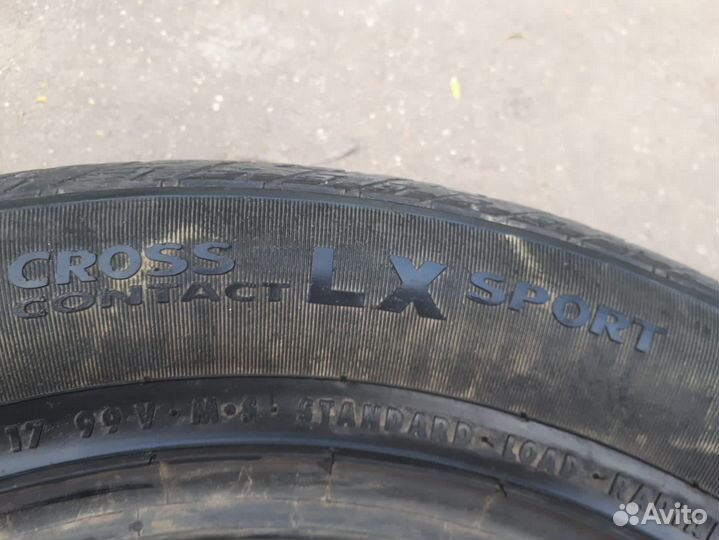 CROSS
CONTACT LX SPORT
17 99 V · M+S STANDARD LOAD
Avito